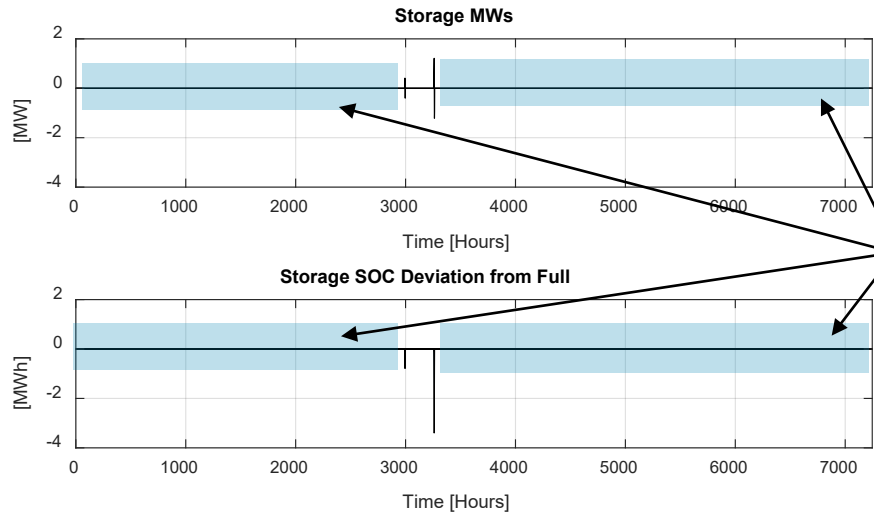 Storage MWs
2
0
-2
-4
[MW]
0 1000 2000 3000 4000 5000 6000 7000
Time [Hours]
Storage SOC Deviation from Full
2
0
-2
-4
[MWh]
0 1000 2000 3000 4000 5000 6000 7000
Time [Hours]